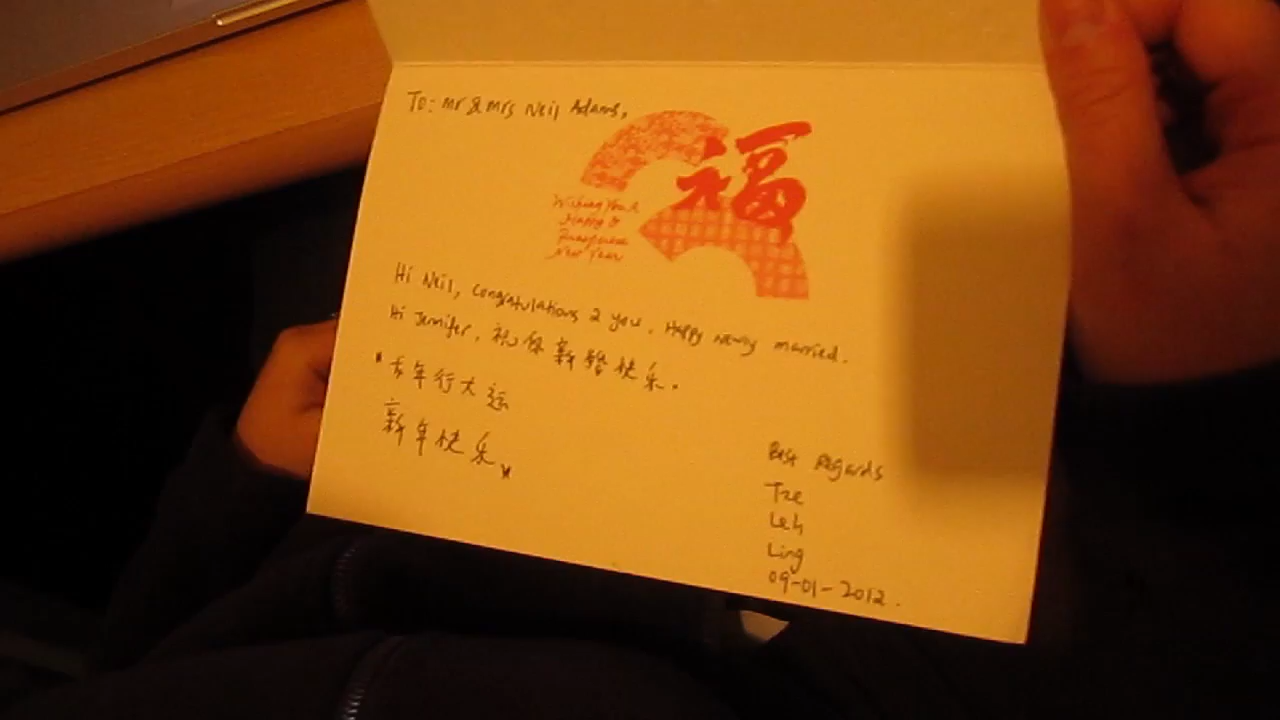 To: Mr & Mrs Neil Adams,
福
Wishing You A
Happy &
Prosperous
New Year
Hi Neil, Congratulations 2 you. Happy Newly married.
Hi Jennifer, 祝你新婚快乐.
"吉年行大运
新年快乐"
Best Regards
Tze
Leh
Ling
09-01-2012.